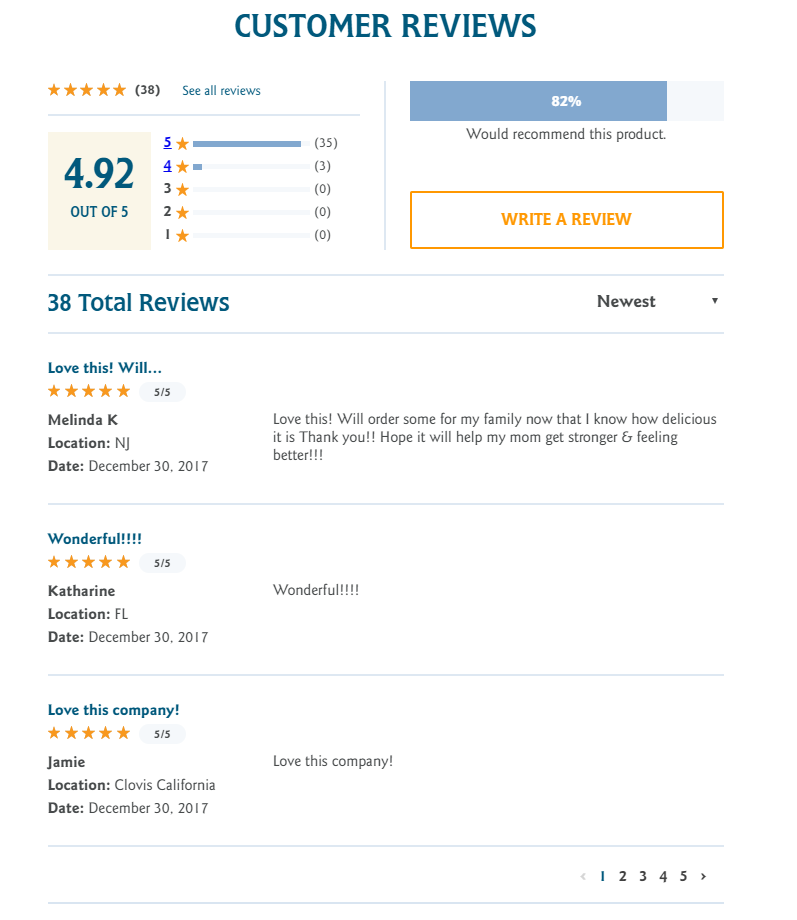 CUSTOMER REVIEWS
(38) See all reviews
82%
Would recommend this product.
4.92
OUT OF 5
5 (35)
4 (3)
3 (0)
2 (0)
1 (0)
WRITE A REVIEW
38 Total Reviews
Newest
Love this! Will...
5/5
Melinda K
Location: NJ
Date: December 30, 2017
Love this! Will order some for my family now that I know how delicious
it is Thank you!! Hope it will help my mom get stronger & feeling
better!!!
Wonderful!!!!
5/5
Katharine
Location: FL
Date: December 30, 2017
Wonderful!!!!
Love this company!
5/5
Jamie
Location: Clovis California
Date: December 30, 2017
Love this company!
‹ 1 2 3 4 5 ›